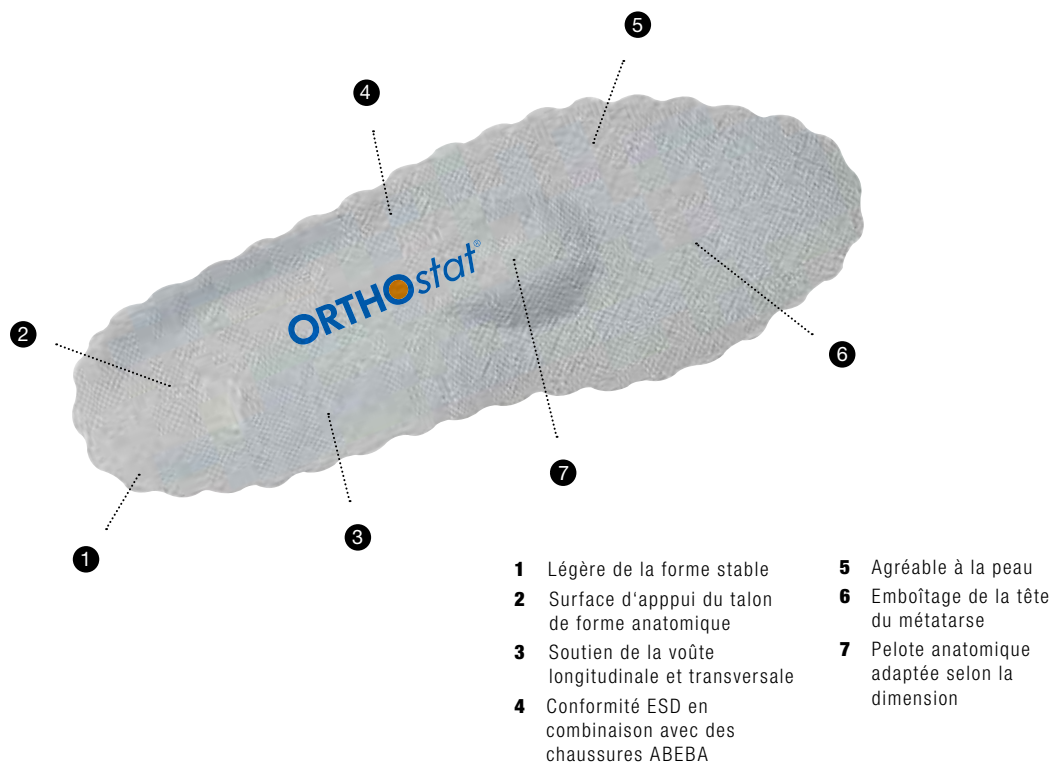 5
4
ORTHOstat®
2
6
7
3
1
1 Légère de la forme stable
2 Surface d'apppui du talon
de forme anatomique
3 Soutien de la voûte
longitudinale et transversale
4 Conformité ESD en
combinaison avec des
chaussures ABEBA
5 Agréable à la peau
6 Emboîtage de la tête
du métatarse
7 Pelote anatomique
adaptée selon la
dimension